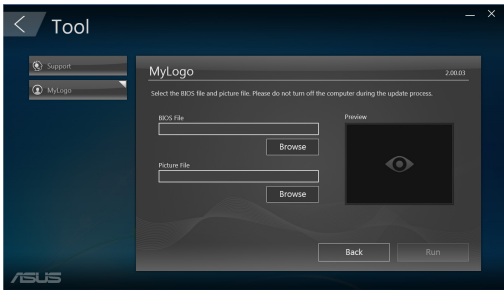 Tool
Support
MyLogo
MyLogo
2.00.03
Select the BIOS file and picture file. Please do not turn off the computer during the update process.
BIOS File
Browse
Picture File
Browse
Preview
Back
Run
ASUS